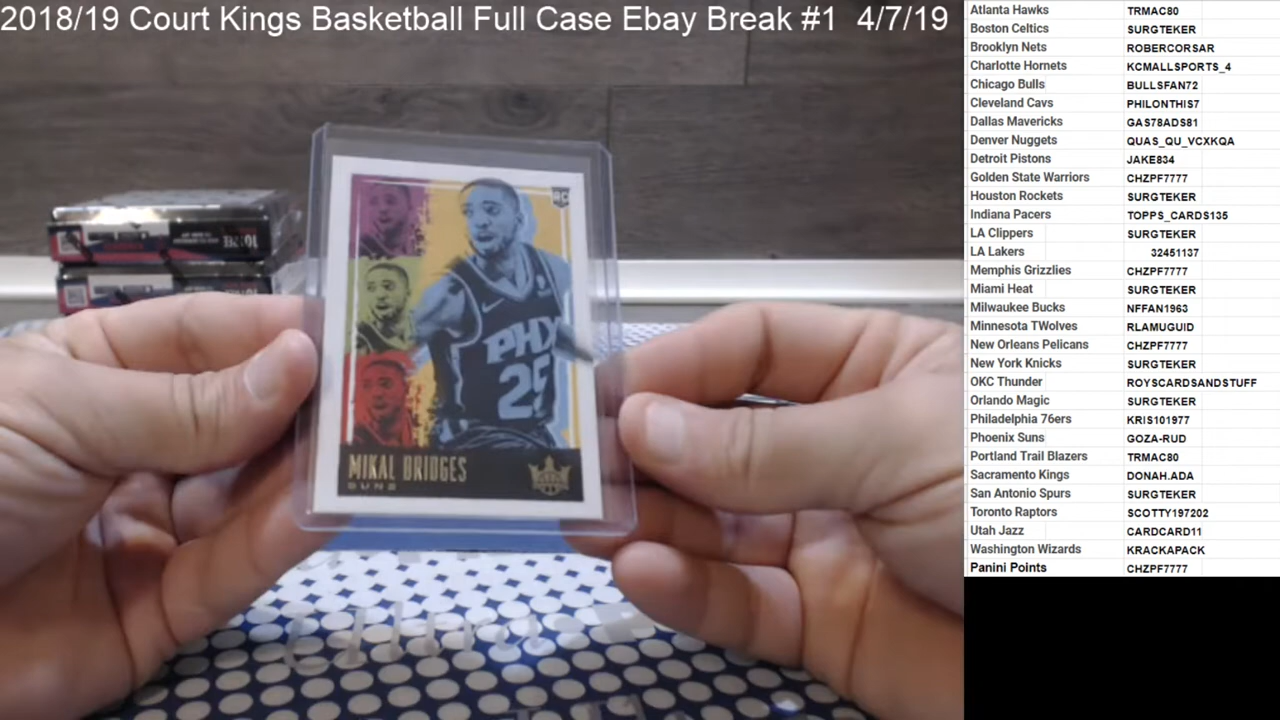 2018/19 Court Kings Basketball Full Case Ebay Break #1 4/7/19
Atlanta Hawks TRMAC80
Boston Celtics SURGTEKER
Brooklyn Nets ROBERCORSAR
Charlotte Hornets KCMALLSPORTS_4
Chicago Bulls BULLSFAN72
Cleveland Cavs PHILONTHIS7
Dallas Mavericks GAS78ADS81
Denver Nuggets QUAS_QU_VCXKQA
Detroit Pistons JAKE834
Golden State Warriors CHZPF7777
Houston Rockets SURGTEKER
Indiana Pacers TOPPS_CARDS135
LA Clippers SURGTEKER
LA Lakers 32451137
Memphis Grizzlies CHZPF7777
Miami Heat SURGTEKER
Milwaukee Bucks NFFAN1963
Minnesota TWolves RLAMUGUID
New Orleans Pelicans CHZPF7777
New York Knicks SURGTEKER
OKC Thunder ROYSCARDSANDSTUFF
Orlando Magic SURGTEKER
Philadelphia 76ers KRIS101977
Phoenix Suns GOZA-RUD
Portland Trail Blazers TRMAC80
Sacramento Kings DONAH.ADA
San Antonio Spurs SURGTEKER
Toronto Raptors SCOTTY197202
Utah Jazz CARDCARD11
Washington Wizards KRACKAPACK
Panini Points CHZPF7777
RC
PHX
25
MIKAL BRIDGES
SUNS